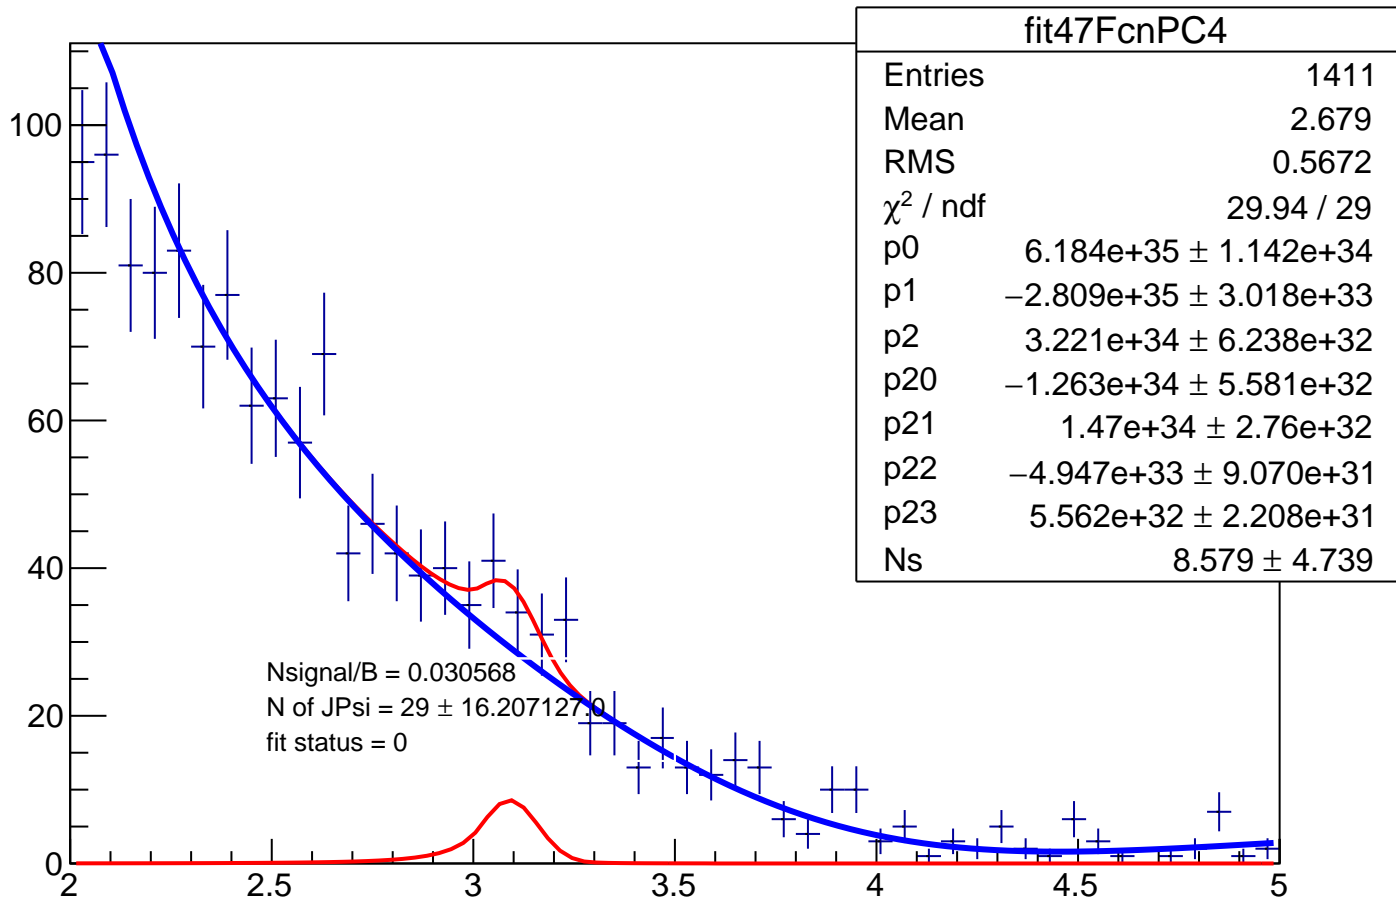 fit47FcnPC4
Entries 1411
Mean 2.679
RMS 0.5672
χ² / ndf 29.94 / 29
p0 6.184e+35 ± 1.142e+34
p1 −2.809e+35 ± 3.018e+33
p2 3.221e+34 ± 6.238e+32
p20 −1.263e+34 ± 5.581e+32
p21 1.47e+34 ± 2.76e+32
p22 −4.947e+33 ± 9.070e+31
p23 5.562e+32 ± 2.208e+31
Ns 8.579 ± 4.739
100
80
60
40
20
0
Nsignal/B = 0.030568
N of JPsi = 29 ± 16.207127.0
fit status = 0
2 2.5 3 3.5 4 4.5 5